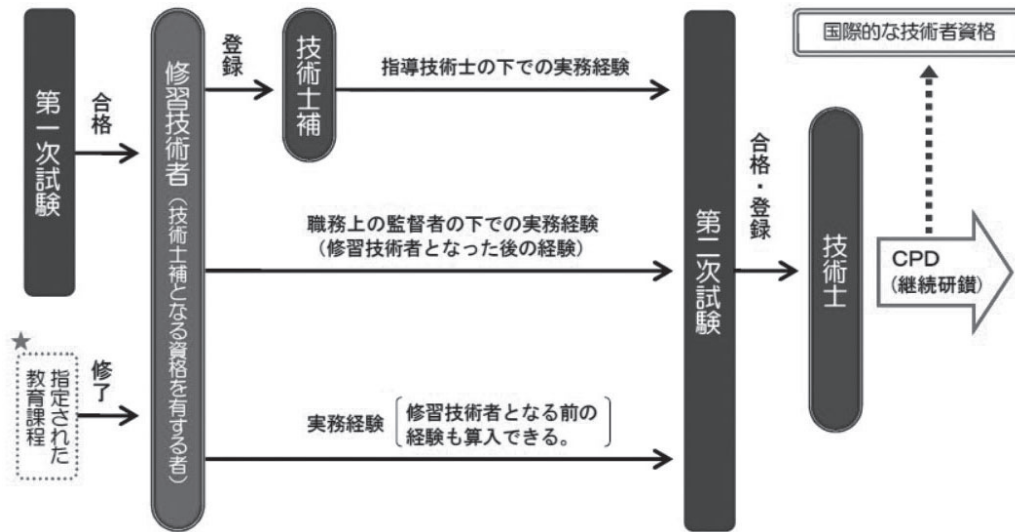 第一次試験
合格
★
指定された
教育課程
修了
修習技術者(技術士補となる資格を有する者)
登録
技術士補
指導技術士の下での実務経験
職務上の監督者の下での実務経験
(修習技術者となった後の経験)
実務経験
修習技術者となる前の
経験も算入できる。
第二次試験
合格・登録
技術士
CPD
(継続研鑽)
国際的な技術者資格